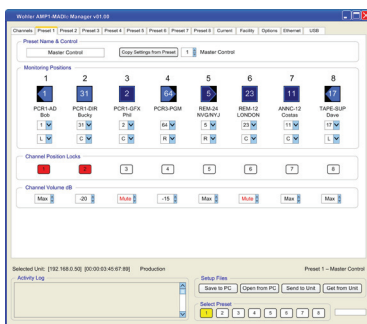 Wohler AMP1-MADIe Manager v01.00
Channels Preset 1 Preset 2 Preset 3 Preset 4 Preset 5 Preset 6 Preset 7 Preset 8 Current Facility Options Ethernet USB
Preset Name & Control
Master Control Copy Settings from Preset 1 Master Control
Monitoring Positions
1 2 3 4 5 6 7 8
1 31 2 64 5 23 11 17
PCR1-AD PCR1-DIR PCR1-GFX PCR3-PGM REM-24 REM-12 ANNC-12 TAPE-SUP
Bob Bucky Phil NVG/NYJ LONDON Costas Dave
1 31 2 64 5 23 11 17
L C C R R C C L
Channel Position Locks
1 2 3 4 5 6 7 8
Channel Volume dB
Max -20 Mute -15 Max Mute Max Max
Selected Unit: [192.168.0.50] [00:00:03:45:67:89] Production Preset 1 – Master Control
Activity Log Setup Files
Save to PC Open from PC Send to Unit Get from Unit
Select Preset
1 2 3 4 5 6 7 8